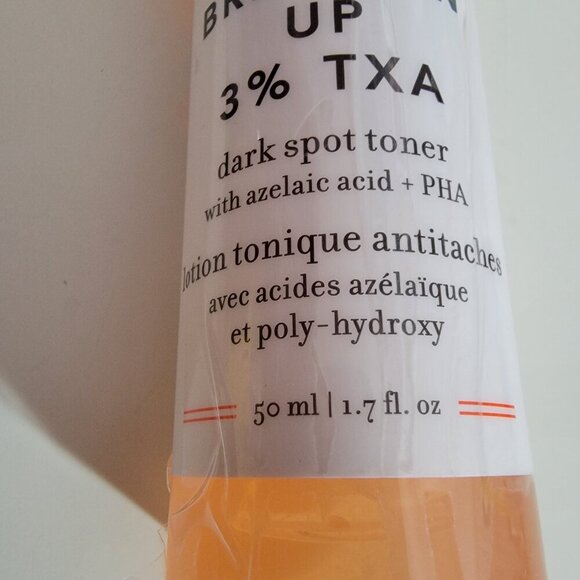 UP
3% TXA
dark spot toner
with azelaic acid + PHA
lotion tonique antitaches
avec acides azélaïque
et poly-hydroxy
50 ml | 1.7 fl. oz